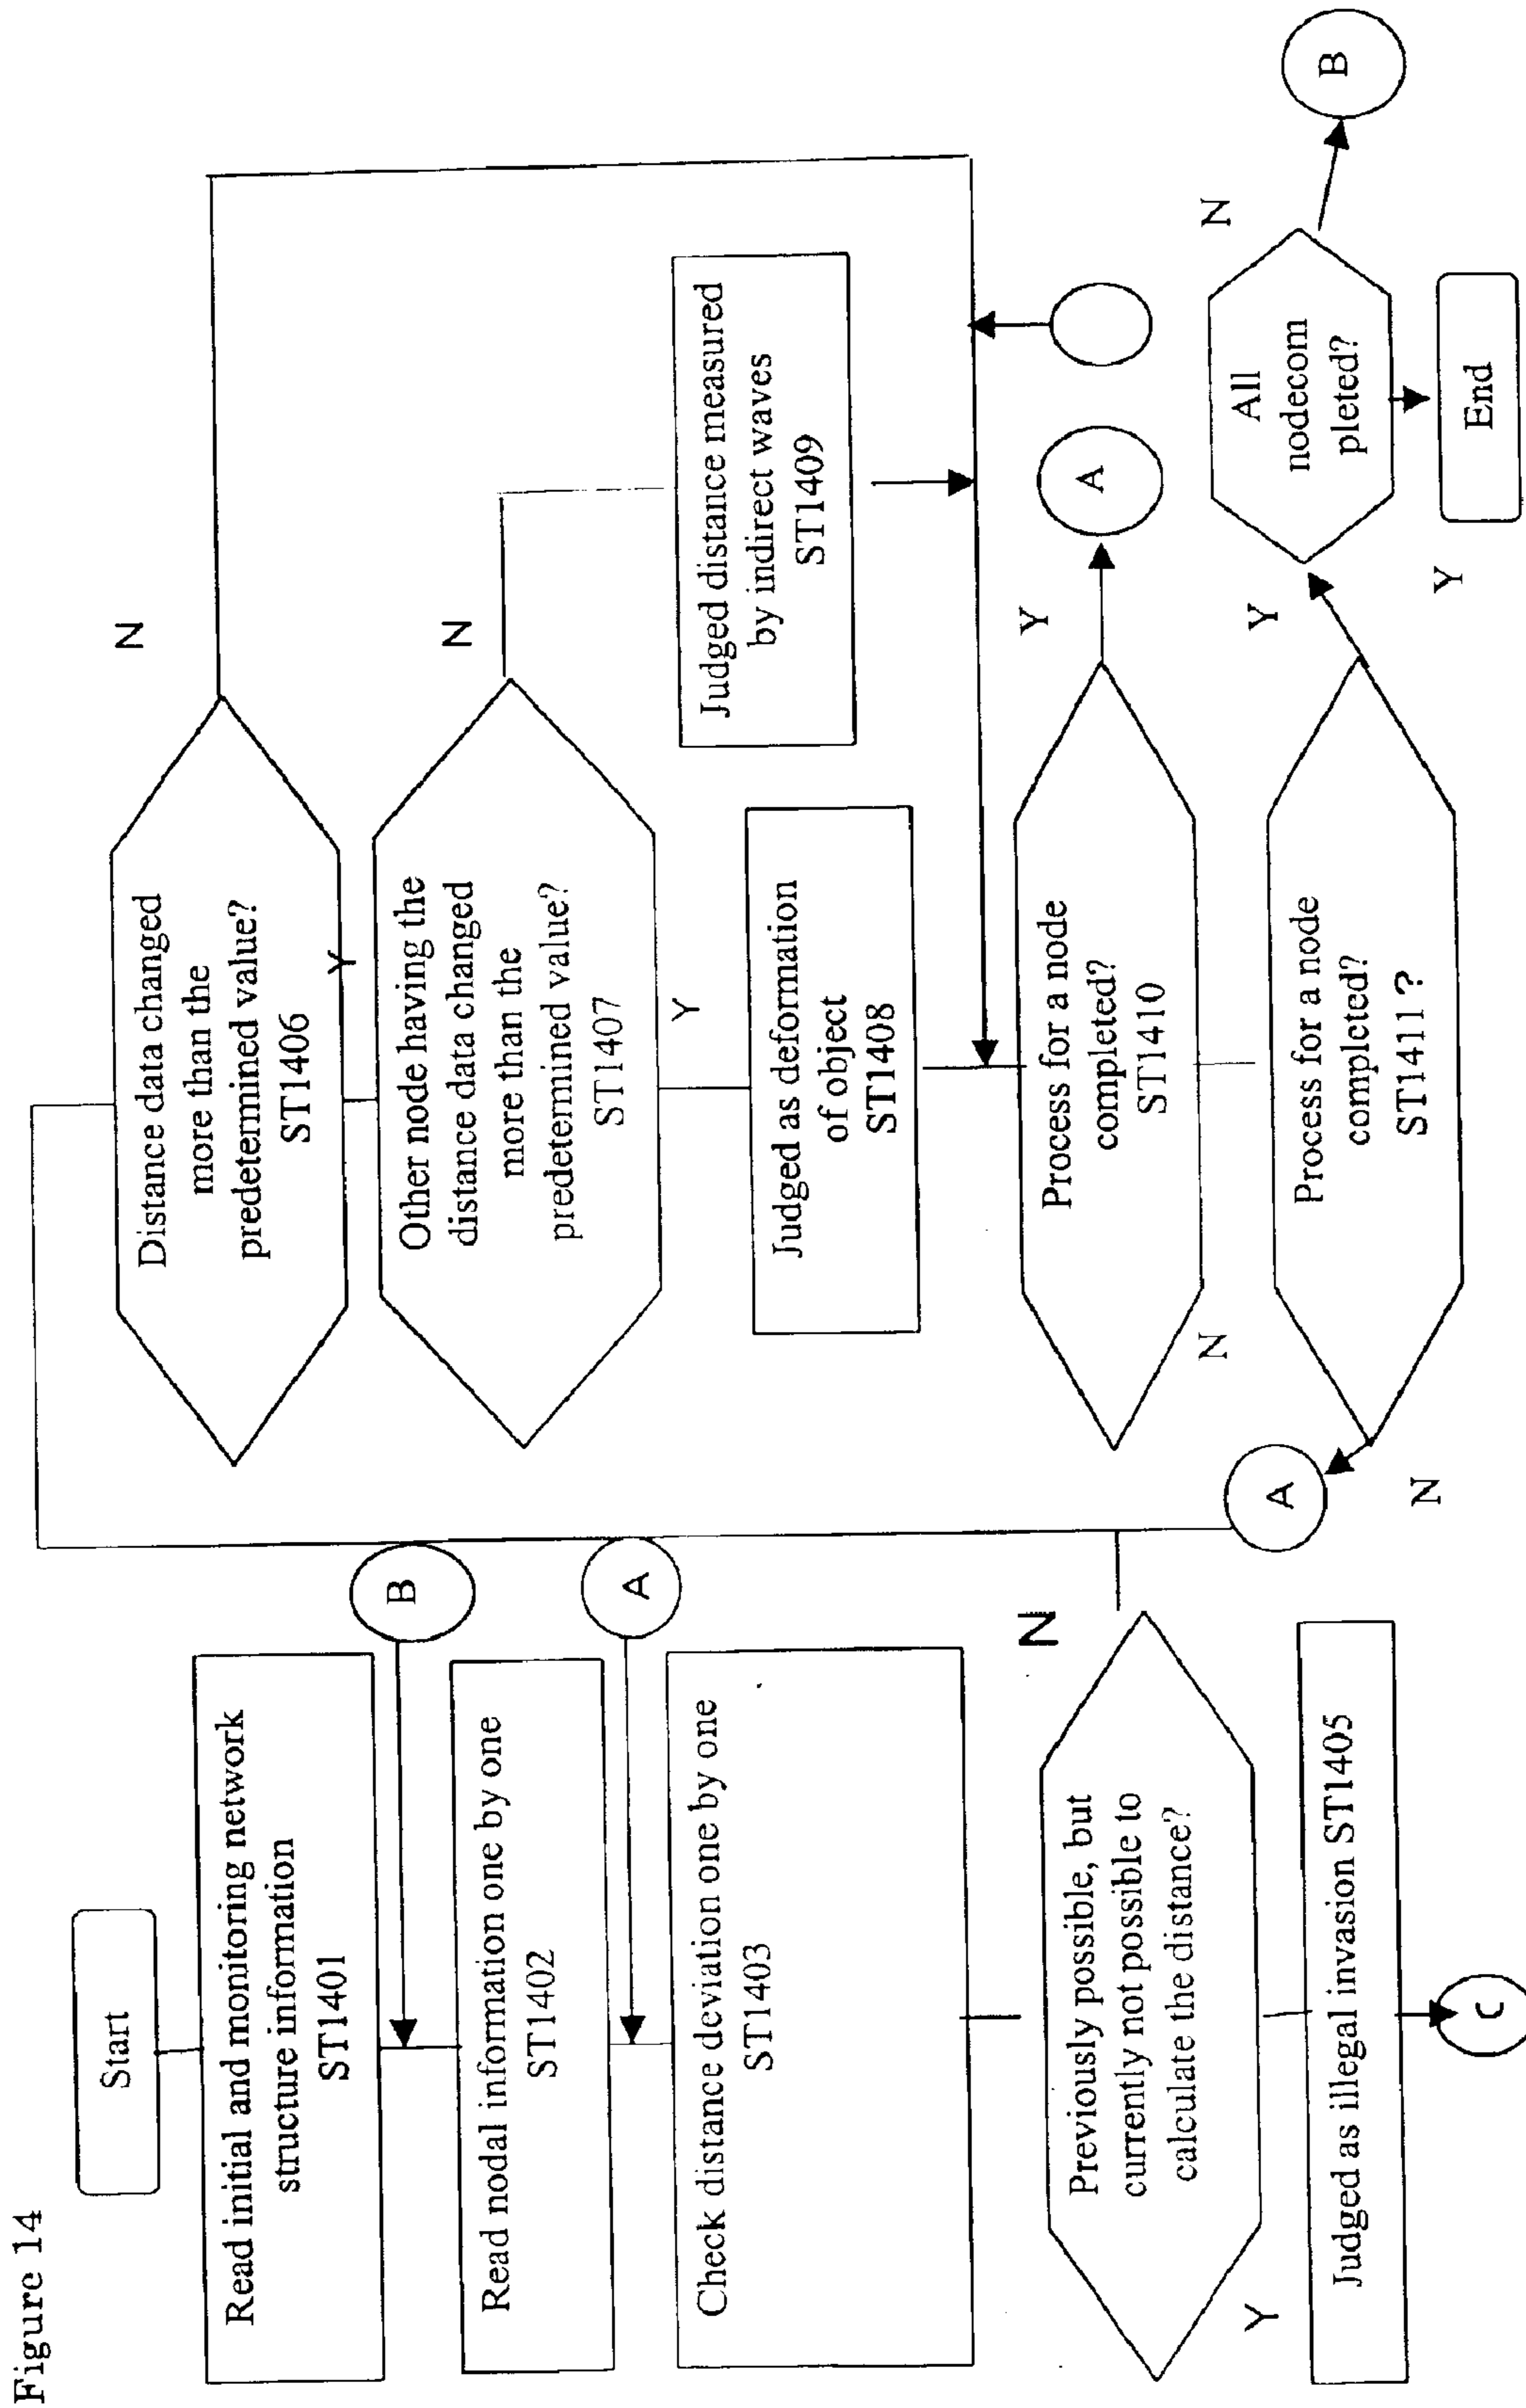 Figure 14
Start
Read initial and monitoring network
structure information
ST1401
B
Read nodal information one by one
ST1402
A
Check distance deviation one by one
ST1403
N
Previously possible, but
currently not possible to
calculate the distance?
Y
Judged as illegal invasion ST1405
C
Distance data changed
more than the
predetermined value?
ST1406
N
Y
Other node having the
distance data changed
more than the
predetermined value?
ST1407
N
Y
Judged as deformation
of object
ST1408
Judged distance measured
by indirect waves
ST1409
Process for a node
completed?
ST1410
Y
A
N
Process for a node
completed?
ST1411?
A
N
Y
All
nodecom
pleted?
N
B
Y
End